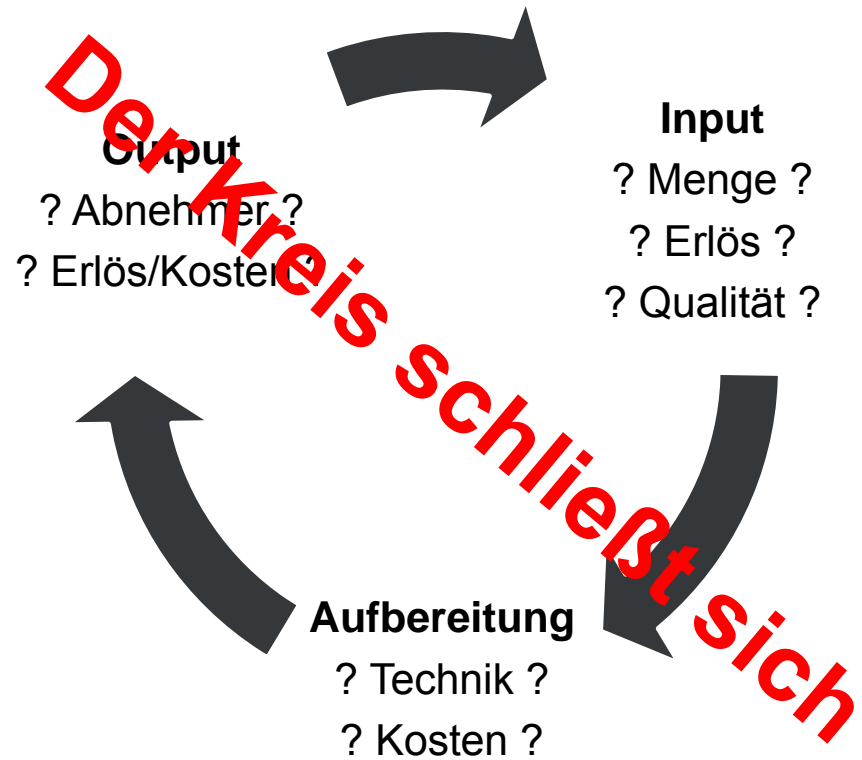 Der Kreis schließt sich
Output
? Abnehmer ?
? Erlös/Kosten ?
Input
? Menge ?
? Erlös ?
? Qualität ?
Aufbereitung
? Technik ?
? Kosten ?